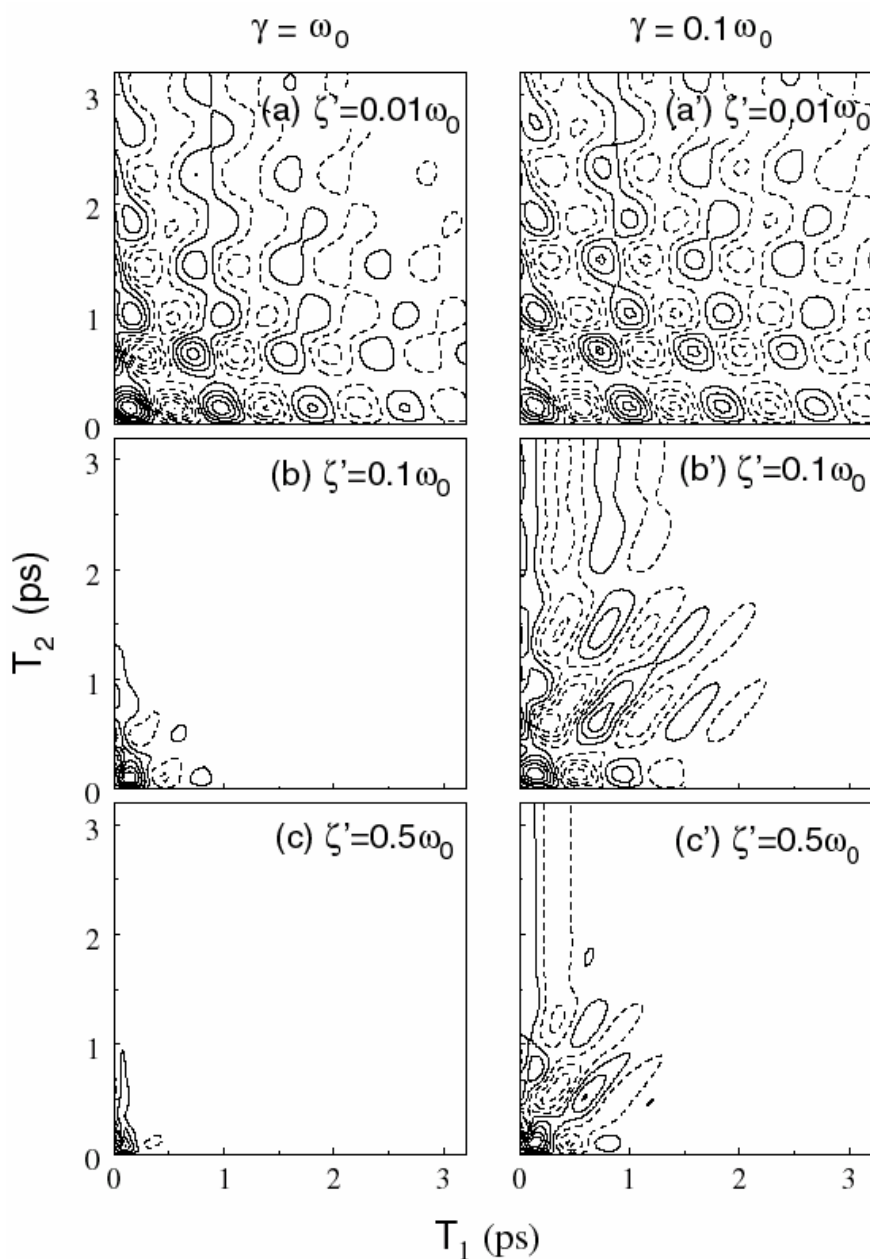 γ = ω₀ γ = 0.1ω₀
(a) ζ'=0.01ω₀ (a') ζ'=0.01ω₀
3
2
1
0
(b) ζ'=0.1ω₀ (b') ζ'=0.1ω₀
3
2
1
0
(c) ζ'=0.5ω₀ (c') ζ'=0.5ω₀
3
2
1
0
0 1 2 3 0 1 2 3
T₂ (ps)
T₁ (ps)